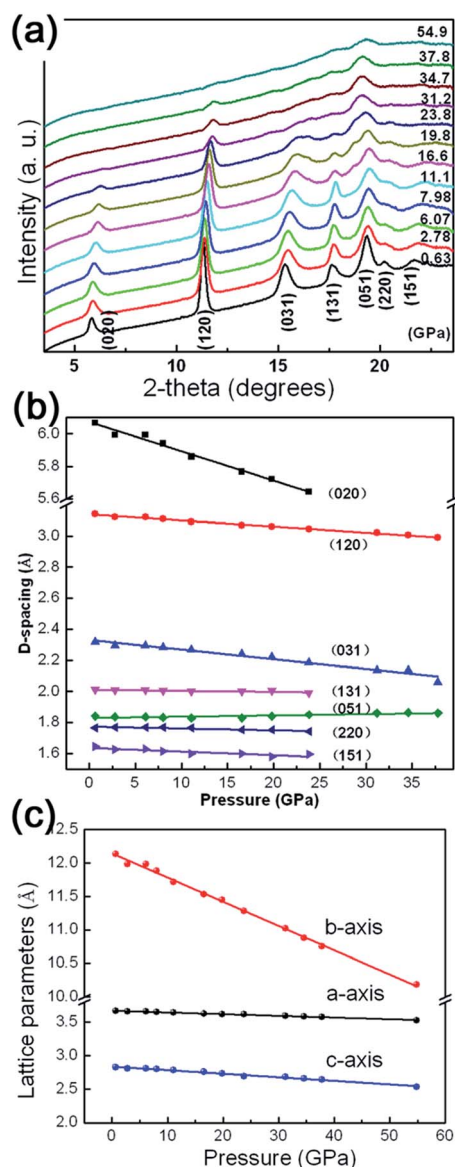 (a)
54.9
37.8
34.7
31.2
23.8
19.8
16.6
11.1
7.98
6.07
2.78
0.63
(GPa)
Intensity (a. u.)
(020)
(120)
(031)
(131)
(051)
(220)
(151)
5 10 15 20
2-theta (degrees)
(b)
6.0
5.8
5.6
3.0
2.4
2.2
2.0
1.8
1.6
D-spacing (Å)
(020)
(120)
(031)
(131)
(051)
(220)
(151)
0 5 10 15 20 25 30 35
Pressure (GPa)
(c)
12.5
12.0
11.5
11.0
10.5
10.0
3.5
3.0
2.5
2.0
Lattice parameters (Å)
b-axis
a-axis
c-axis
0 10 20 30 40 50 60
Pressure (GPa)